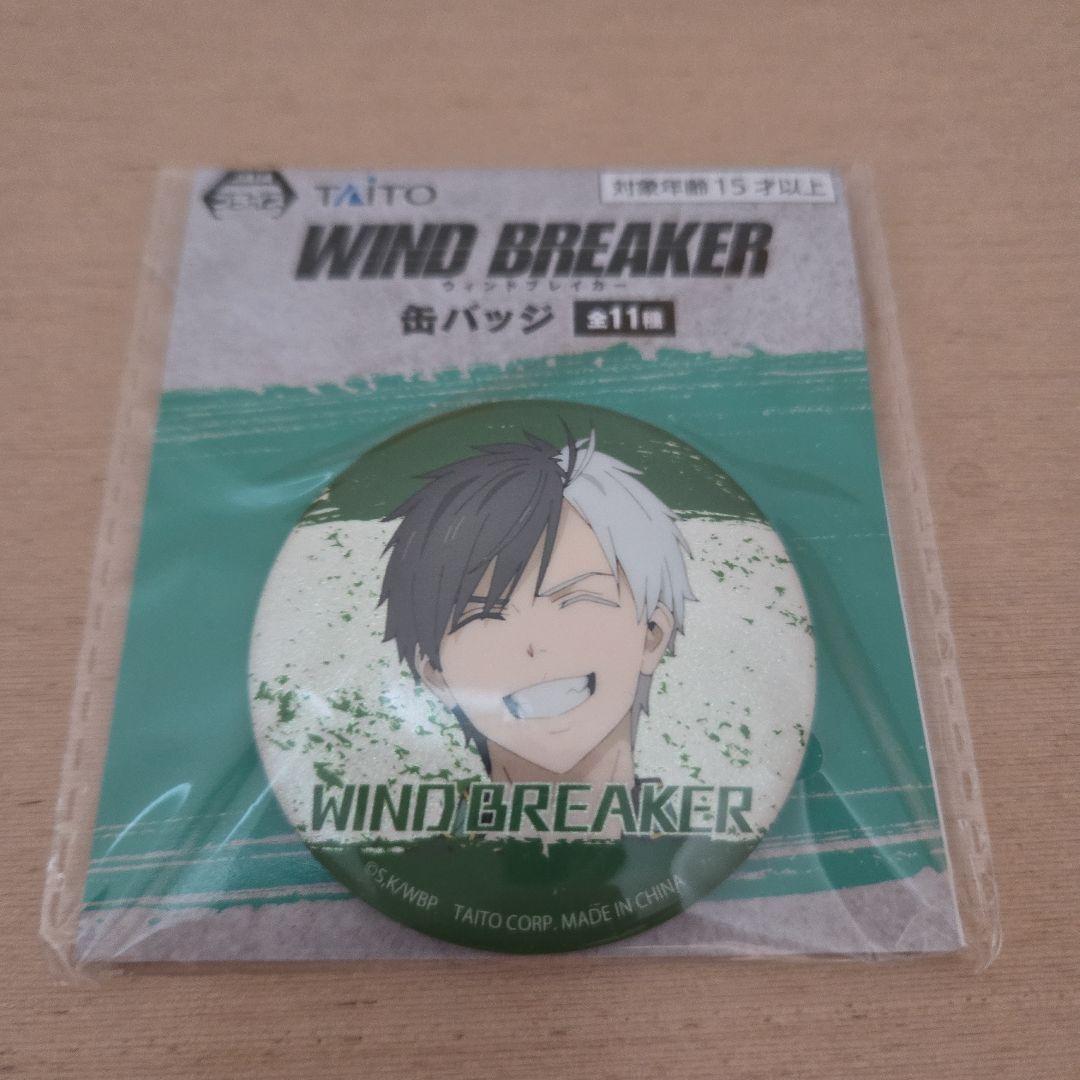 TAITO
対象年齢15才以上
WIND BREAKER
ウィンドブレイカー
缶バッジ 全11種
WIND BREAKER
©S,K/WBP TAITO CORP. MADE IN CHINA